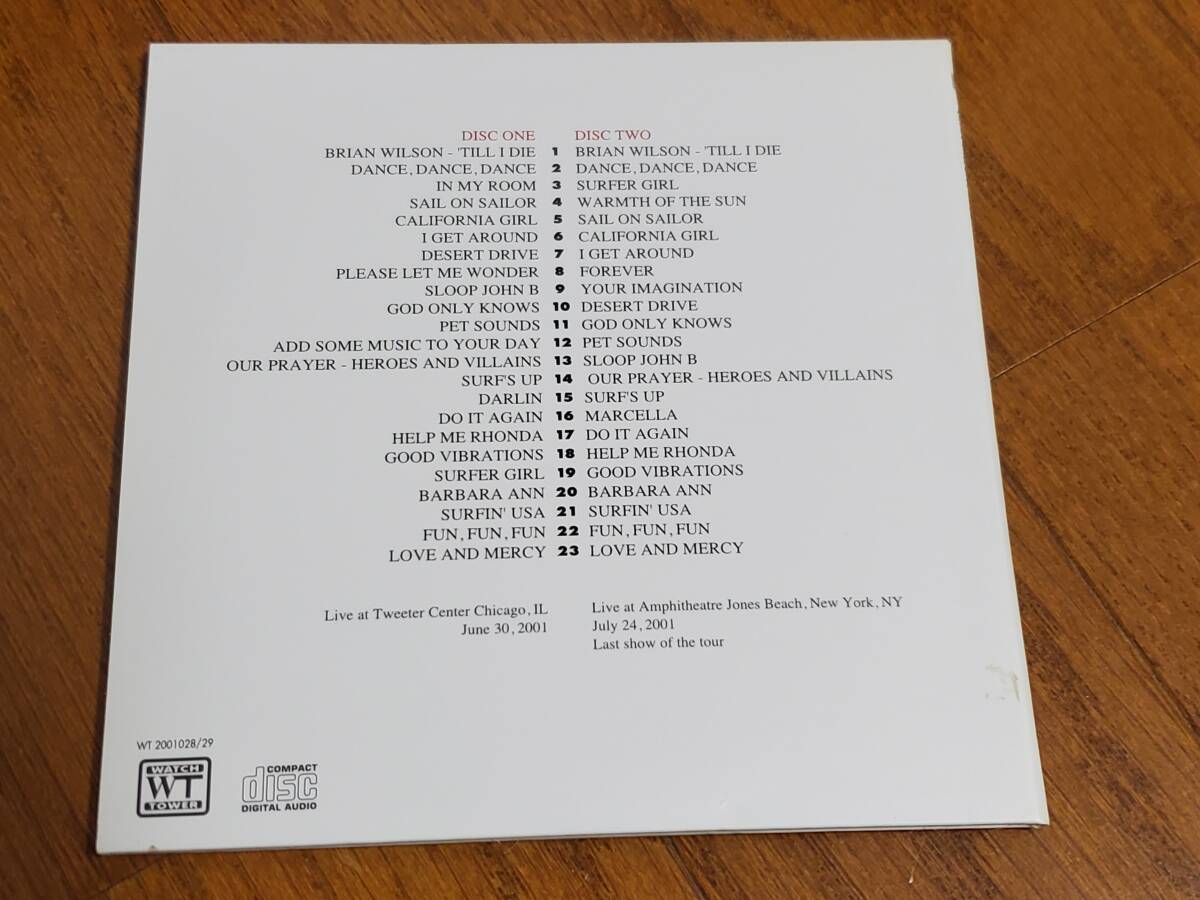 DISC ONE DISC TWO
BRIAN WILSON - 'TILL I DIE 1 BRIAN WILSON - 'TILL I DIE
DANCE, DANCE, DANCE 2 DANCE, DANCE, DANCE
IN MY ROOM 3 SURFER GIRL
SAIL ON SAILOR 4 WARMTH OF THE SUN
CALIFORNIA GIRL 5 SAIL ON SAILOR
I GET AROUND 6 CALIFORNIA GIRL
DESERT DRIVE 7 I GET AROUND
PLEASE LET ME WONDER 8 FOREVER
SLOOP JOHN B 9 YOUR IMAGINATION
GOD ONLY KNOWS 10 DESERT DRIVE
PET SOUNDS 11 GOD ONLY KNOWS
ADD SOME MUSIC TO YOUR DAY 12 PET SOUNDS
OUR PRAYER - HEROES AND VILLAINS 13 SLOOP JOHN B
SURF'S UP 14 OUR PRAYER - HEROES AND VILLAINS
DARLIN 15 SURF'S UP
DO IT AGAIN 16 MARCELLA
HELP ME RHONDA 17 DO IT AGAIN
GOOD VIBRATIONS 18 HELP ME RHONDA
SURFER GIRL 19 GOOD VIBRATIONS
BARBARA ANN 20 BARBARA ANN
SURFIN' USA 21 SURFIN' USA
FUN, FUN, FUN 22 FUN, FUN, FUN
LOVE AND MERCY 23 LOVE AND MERCY
Live at Tweeter Center Chicago, IL
June 30, 2001
Live at Amphitheatre Jones Beach, New York, NY
July 24, 2001
Last show of the tour
WT 2001028/29
WATCH
WT
TOWER
COMPACT
disc
DIGITAL AUDIO